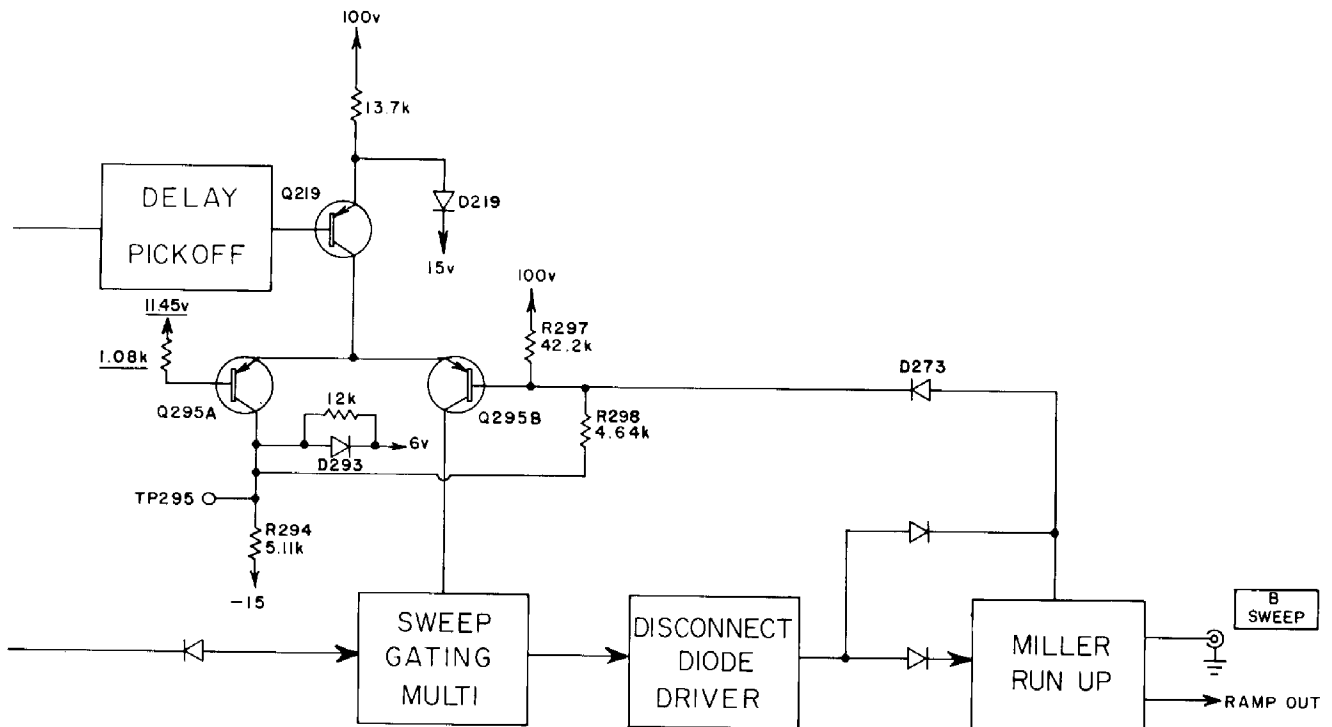 100v
13.7k
Q219
DELAY
PICKOFF
D219
15v
11.45v
1.08k
100v
R297
42.2k
D273
Q295A
12k
D293
6v
Q295B
R298
4.64k
TP295
R294
5.11k
-15
SWEEP
GATING
MULTI
DISCONNECT
DIODE
DRIVER
MILLER
RUN UP
B
SWEEP
RAMP OUT